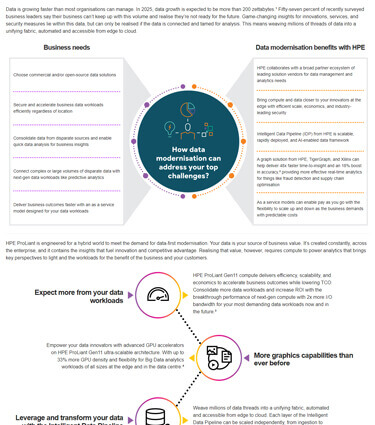 Data is growing faster than most organisations can manage. In 2025, data growth is expected to be more than 200 zettabytes. Fifty-seven percent of recently surveyed
business leaders say their business can't keep up with this volume and realise they're not ready for the future. Game-changing insights for innovations, services, and
security measures lie within this data, but can only be realised if the data is connected and tamed for analysis. This means weaving millions of threads of data into a
unifying fabric, automated and accessible from edge to cloud.
Business needs
Choose commercial and/or open-source data solutions
Secure and accelerate business data workloads
efficiently regardless of location
Consolidate data from disparate sources and enable
quick data analysis for business insights
Connect complex or large volumes of disparate data with
next-gen data workloads like predictive analytics
Deliver business outcomes faster with an as a service
model designed for your data workloads
How data
modernisation can
address your top
challenges?
Data modernisation benefits with HPE
HPE collaborates with a broad partner ecosystem of
leading solution vendors for data management and
analytics needs
Bring compute and data closer to your innovators at the
edge with efficient scale, economics, and industry-
leading security
Intelligent Data Pipeline (IDP) from HPE is scalable,
rapidly deployed, and AI-enabled data framework
A graph solution from HPE, TigerGraph, and Xilinx can
help deliver 48x faster time-to-insight and an 16% boost
in accuracy providing more effective real-time analytics
for things like fraud detection and supply chain
optimisation
As a service models can enable pay as you go with the
flexibility to scale up and down as the business demands
with predictable costs
HPE ProLiant is engineered for a hybrid world to meet the demand for data-first modernisation. Your data is your source of business value. It's created constantly, across
the enterprise, and it contains the insights that fuel innovation and competitive advantage. Realising that value, however, requires compute to power analytics that brings
key perspectives to light and the workloads for the benefit of the business and your customers.
Expect more from your data
workloads
HPE ProLiant Gen11 compute delivers efficiency, scalability, and
economics to accelerate business outcomes while lowering TCO.
Consolidate more data workloads and increase ROI with the
breakthrough performance of next-gen compute with 2x more I/O
bandwidth for your most demanding data workloads now and in
the future.
Empower your data innovators with advanced GPU accelerators
on HPE ProLiant Gen11 ultra-scalable architecture. With up to
33% more GPU density and flexibility for Big Data analytics
workloads of all sizes at the edge and in the data centre
More graphics capabilities than
ever before
Leverage and transform your data
with the Intelligent Data Pipeline
Weave millions of data threads into a unifying fabric, automated
and accessible from edge to cloud. Each layer of the Intelligent
Data Pipeline can be scaled independently, from ingestion to